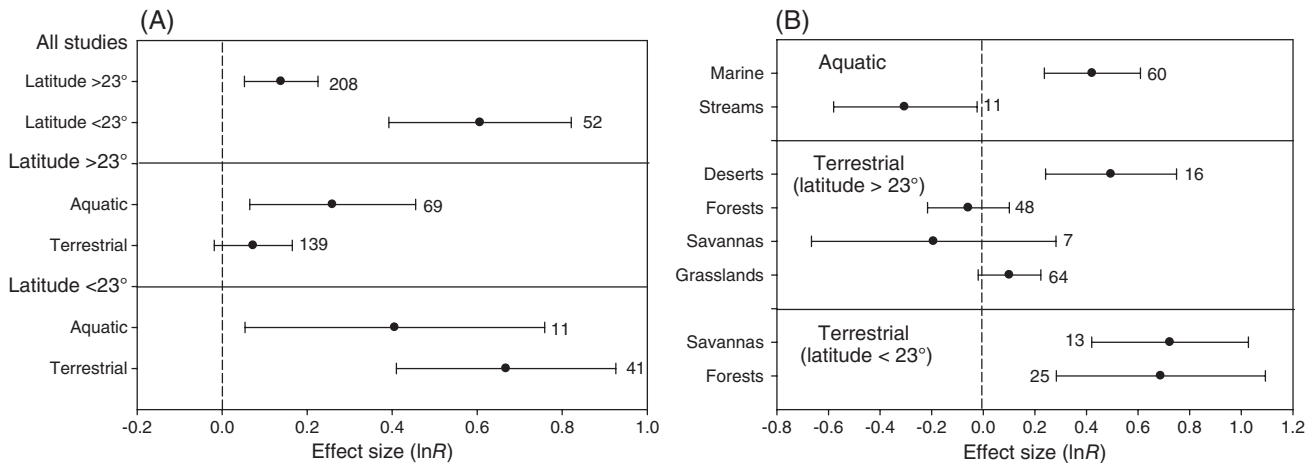 (A)
All studies
Latitude >23°
208
Latitude <23°
52
Latitude >23°
Aquatic
69
Terrestrial
139
Latitude <23°
Aquatic
11
Terrestrial
41
-0.2 0.0 0.2 0.4 0.6 0.8 1.0
Effect size (lnR)
(B)
Aquatic
Marine
60
Streams
11
Terrestrial
(latitude > 23°)
Deserts
16
Forests
48
Savannas
7
Grasslands
64
Terrestrial
(latitude < 23°)
Savannas
13
Forests
25
-0.8 -0.6 -0.4 -0.2 0.0 0.2 0.4 0.6 0.8 1.0 1.2
Effect size (lnR)